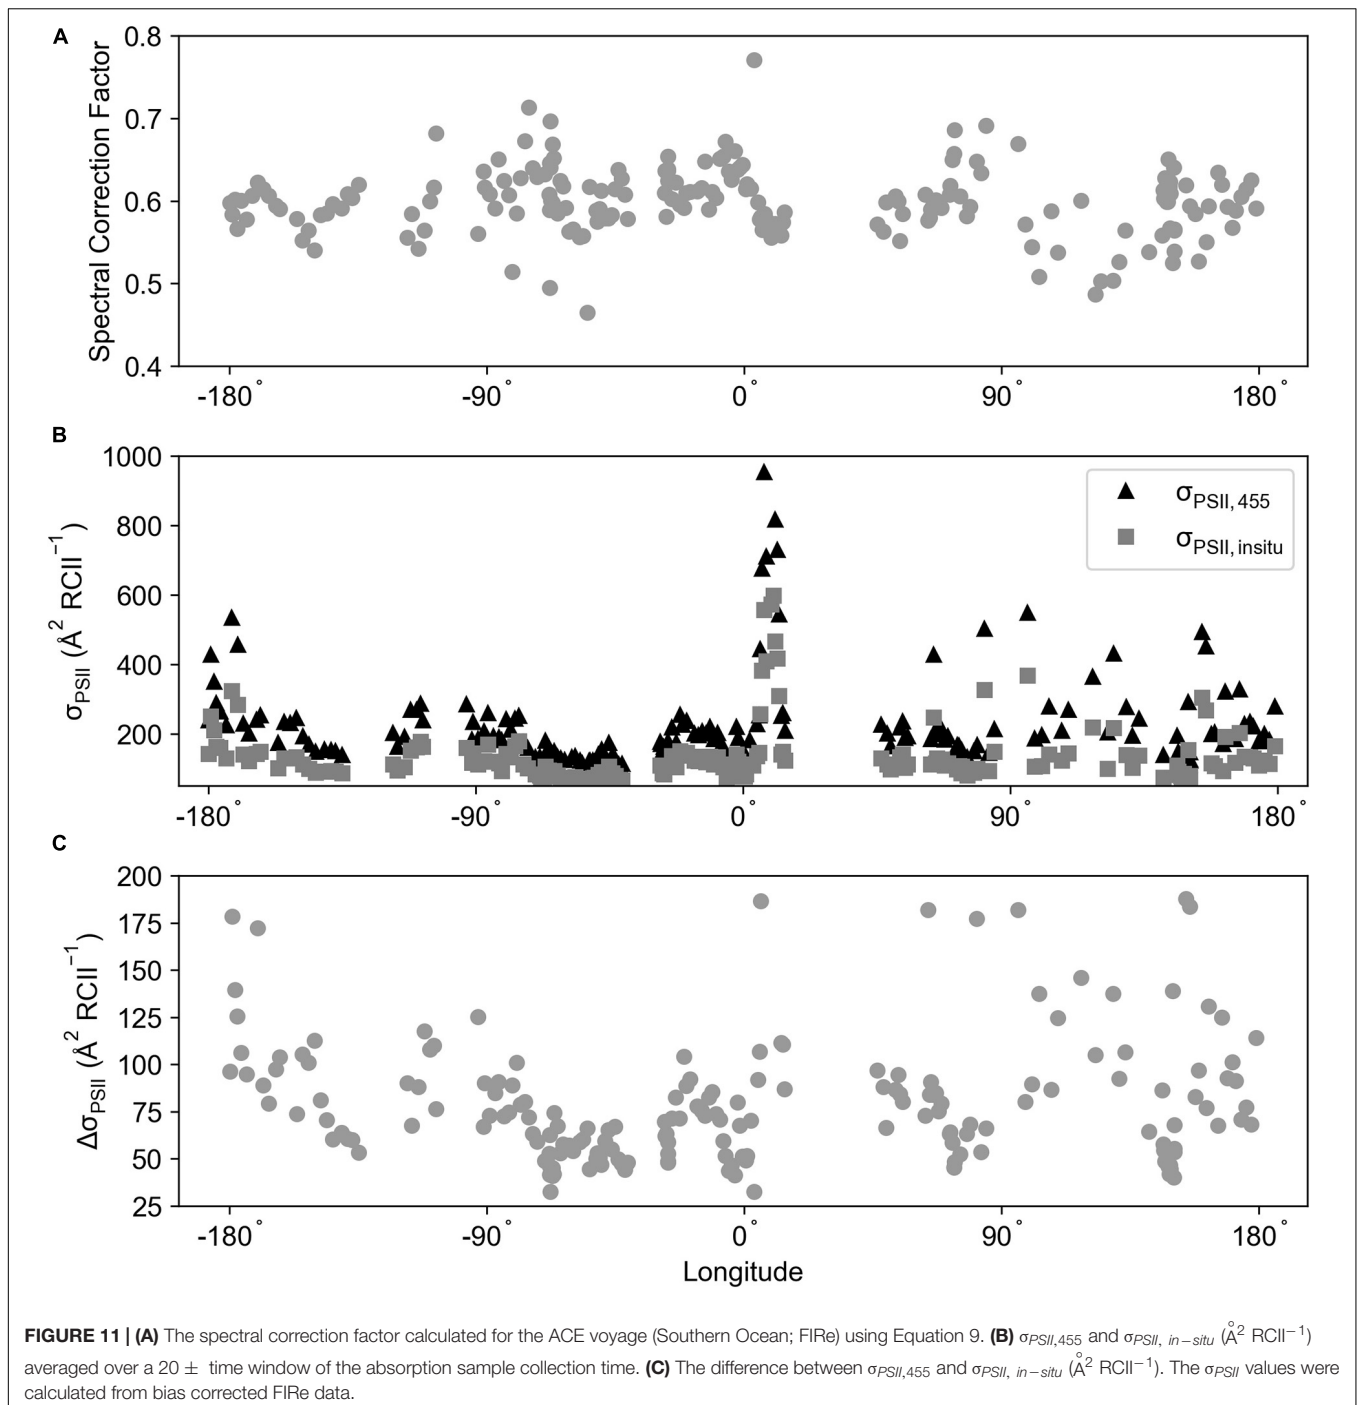 A
Spectral Correction Factor
0.8
0.7
0.6
0.5
0.4
-180° -90° 0° 90° 180°
B
σPSII (Å² RCII⁻¹)
1000
800
600
400
200
σPSII, 455
σPSII, insitu
-180° -90° 0° 90° 180°
C
ΔσPSII (Å² RCII⁻¹)
200
175
150
125
100
75
50
25
-180° -90° 0° 90° 180°
Longitude
FIGURE 11 | (A) The spectral correction factor calculated for the ACE voyage (Southern Ocean; FIRe) using Equation 9. (B) σPSII,455 and σPSII, in−situ (Å² RCII⁻¹)
averaged over a 20 ± time window of the absorption sample collection time. (C) The difference between σPSII,455 and σPSII, in−situ (Å² RCII⁻¹). The σPSII values were
calculated from bias corrected FIRe data.